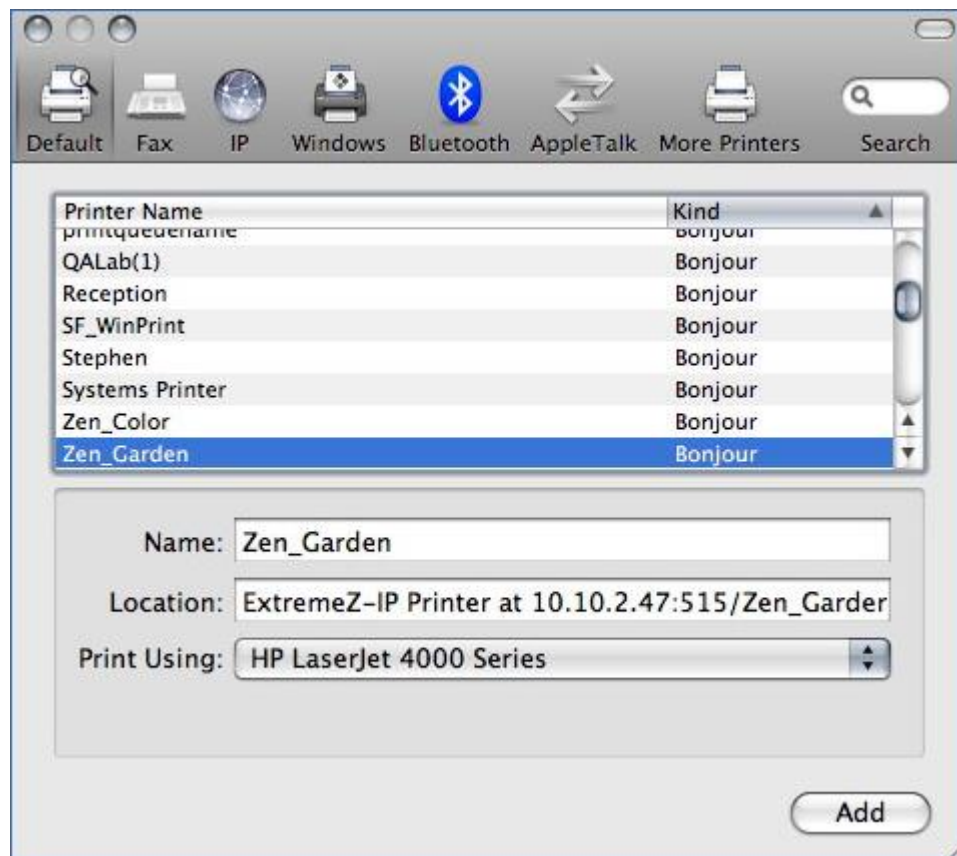 Default Fax IP Windows Bluetooth AppleTalk More Printers Search
Printer Name Kind
printqueuename Bonjour
QALab(1) Bonjour
Reception Bonjour
SF_WinPrint Bonjour
Stephen Bonjour
Systems Printer Bonjour
Zen_Color Bonjour
Zen_Garden Bonjour
Name: Zen_Garden
Location: ExtremeZ-IP Printer at 10.10.2.47:515/Zen_Garder
Print Using: HP LaserJet 4000 Series
Add